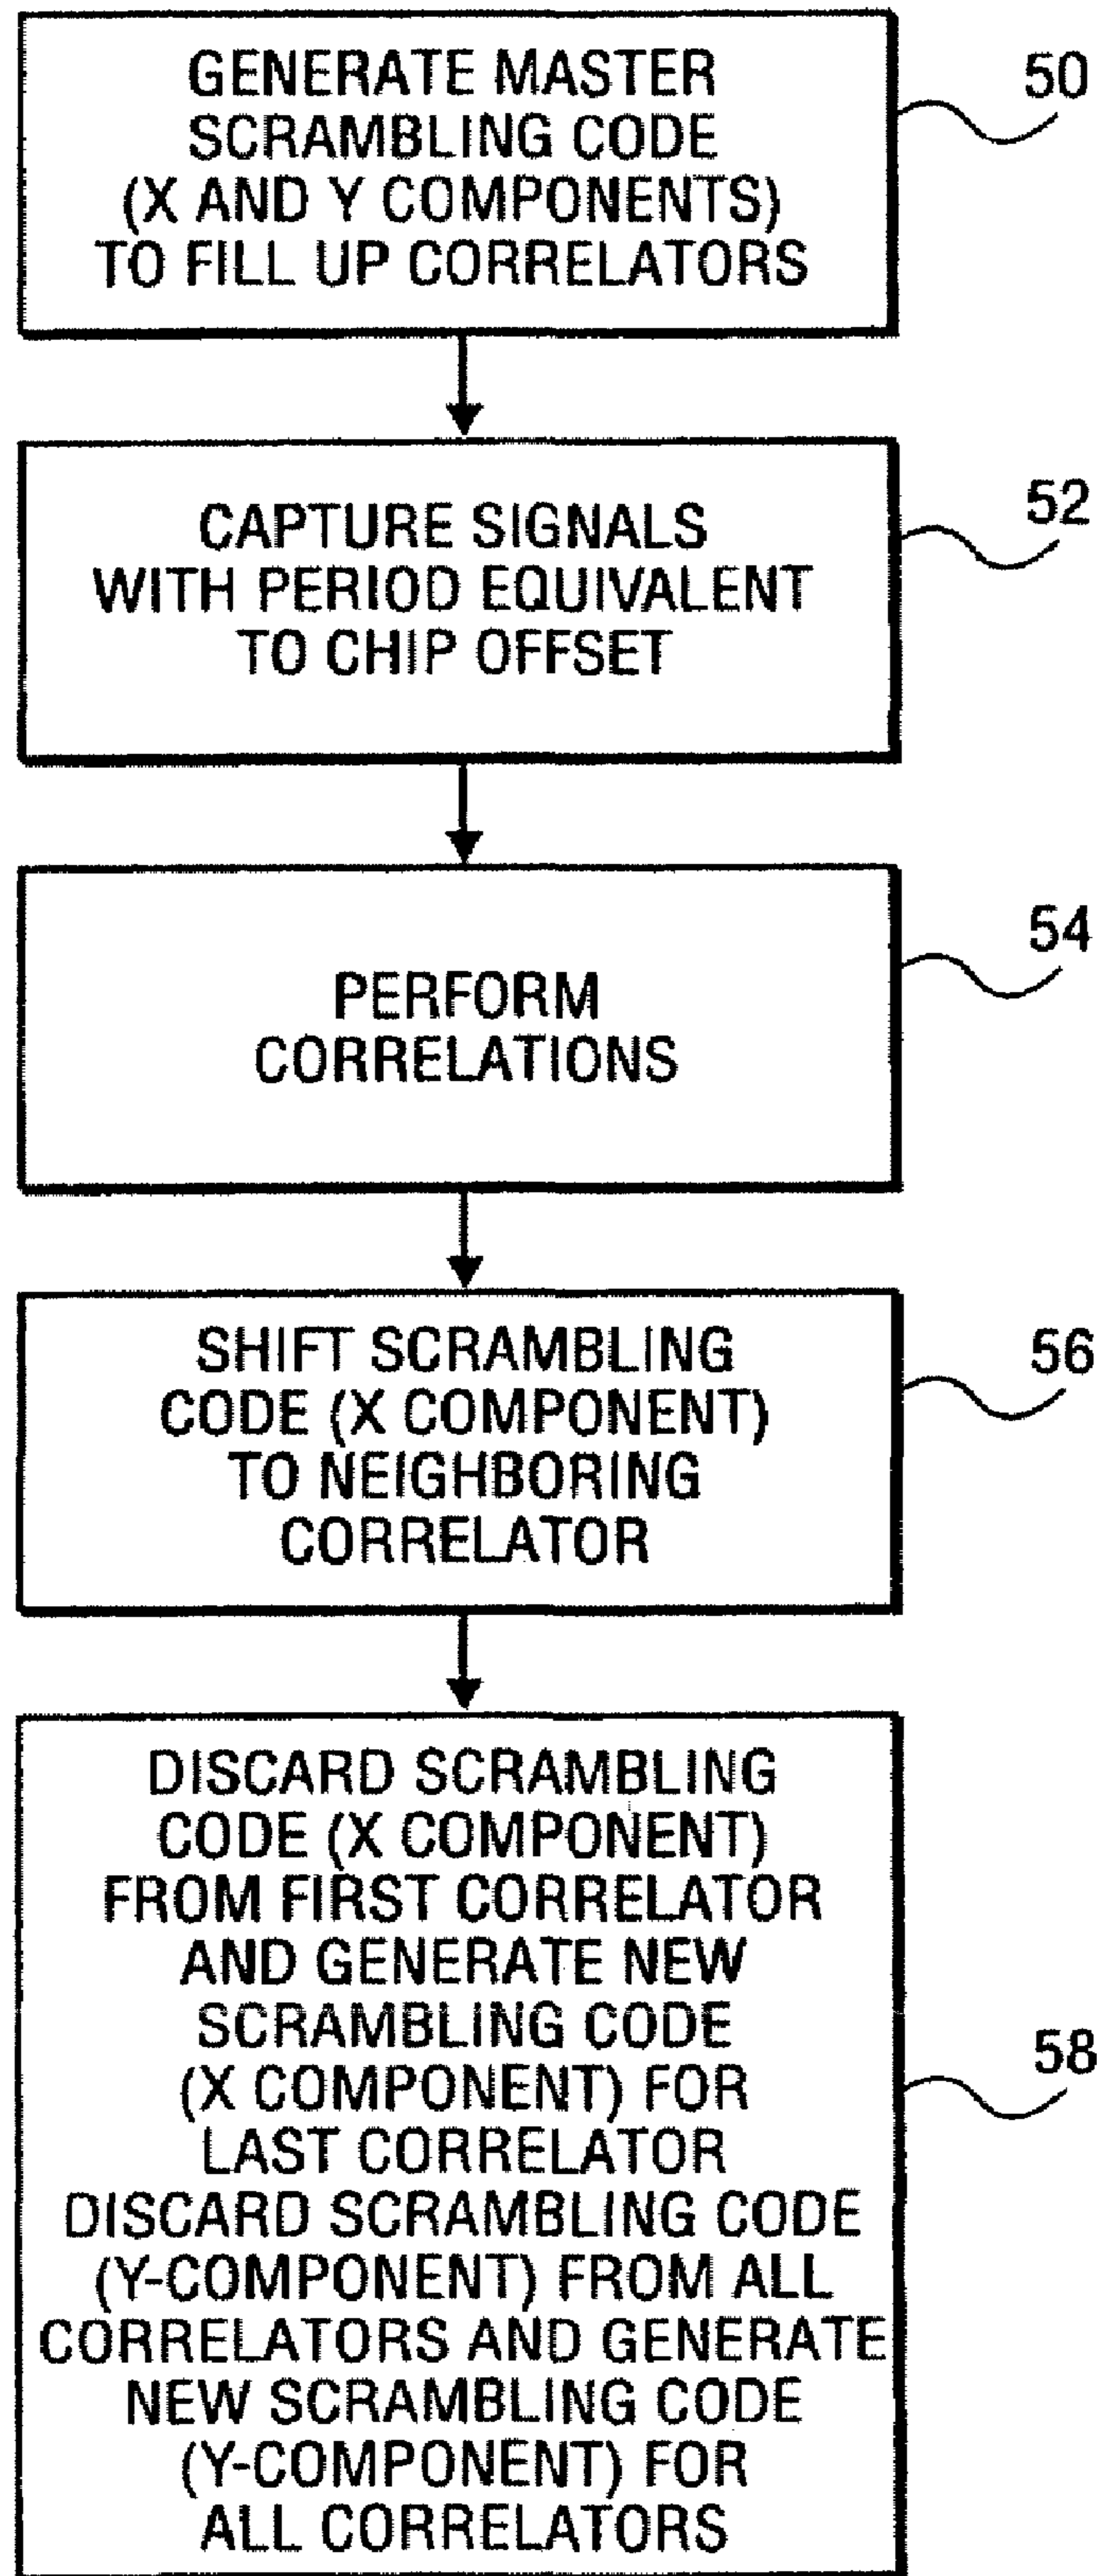 GENERATE MASTER
SCRAMBLING CODE
(X AND Y COMPONENTS)
TO FILL UP CORRELATORS
50
CAPTURE SIGNALS
WITH PERIOD EQUIVALENT
TO CHIP OFFSET
52
PERFORM
CORRELATIONS
54
SHIFT SCRAMBLING
CODE (X COMPONENT)
TO NEIGHBORING
CORRELATOR
56
DISCARD SCRAMBLING
CODE (X COMPONENT)
FROM FIRST CORRELATOR
AND GENERATE NEW
SCRAMBLING CODE
(X COMPONENT) FOR
LAST CORRELATOR
DISCARD SCRAMBLING CODE
(Y-COMPONENT) FROM ALL
CORRELATORS AND GENERATE
NEW SCRAMBLING CODE
(Y-COMPONENT) FOR
ALL CORRELATORS
58